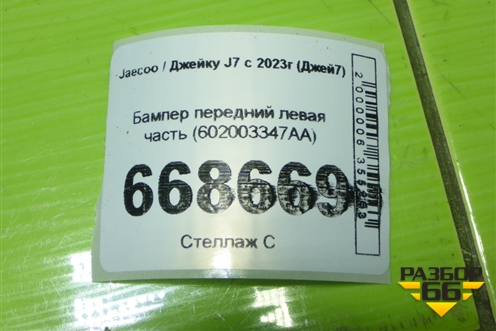 Jaecoo / Джейку J7 с 2023г (Джей7)
Бампер передний левая
часть (602003347AA)
668669
Стеллаж С
РАЗБОР
66